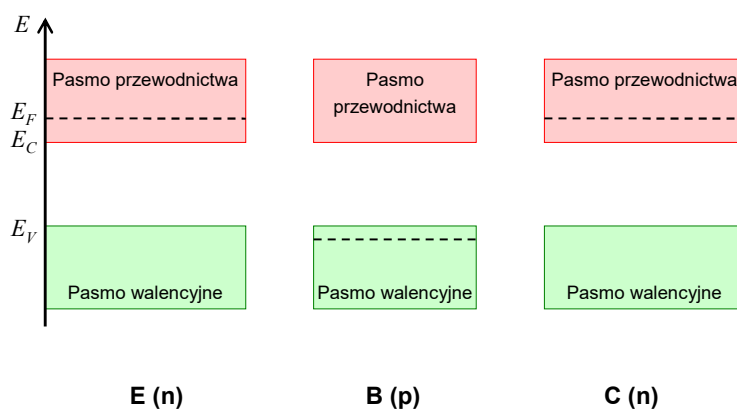 E
Pasmo przewodnictwa
Pasmo
przewodnictwa
Pasmo przewodnictwa
E_F
E_C
E_V
Pasmo walencyjne
Pasmo walencyjne
Pasmo walencyjne
E (n)
B (p)
C (n)